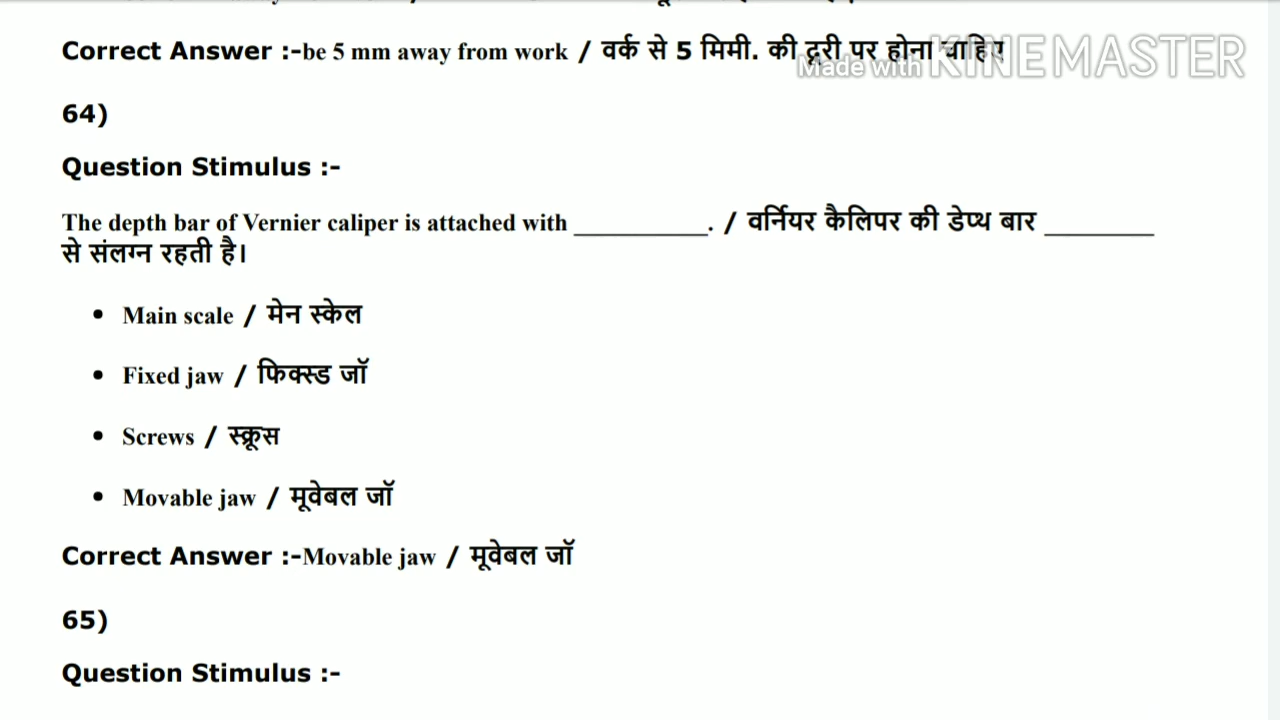 Correct Answer :-be 5 mm away from work / वर्क से 5 मिमी. की दूरी पर होना चाहिए
Made with KINEMASTER
64)
Question Stimulus :-
The depth bar of Vernier caliper is attached with ___________. / वर्नियर कैलिपर की डेप्थ बार _________
से संलग्न रहती है।
• Main scale / मेन स्केल
• Fixed jaw / फिक्स्ड जॉ
• Screws / स्क्रूस
• Movable jaw / मूवेबल जॉ
Correct Answer :-Movable jaw / मूवेबल जॉ
65)
Question Stimulus :-